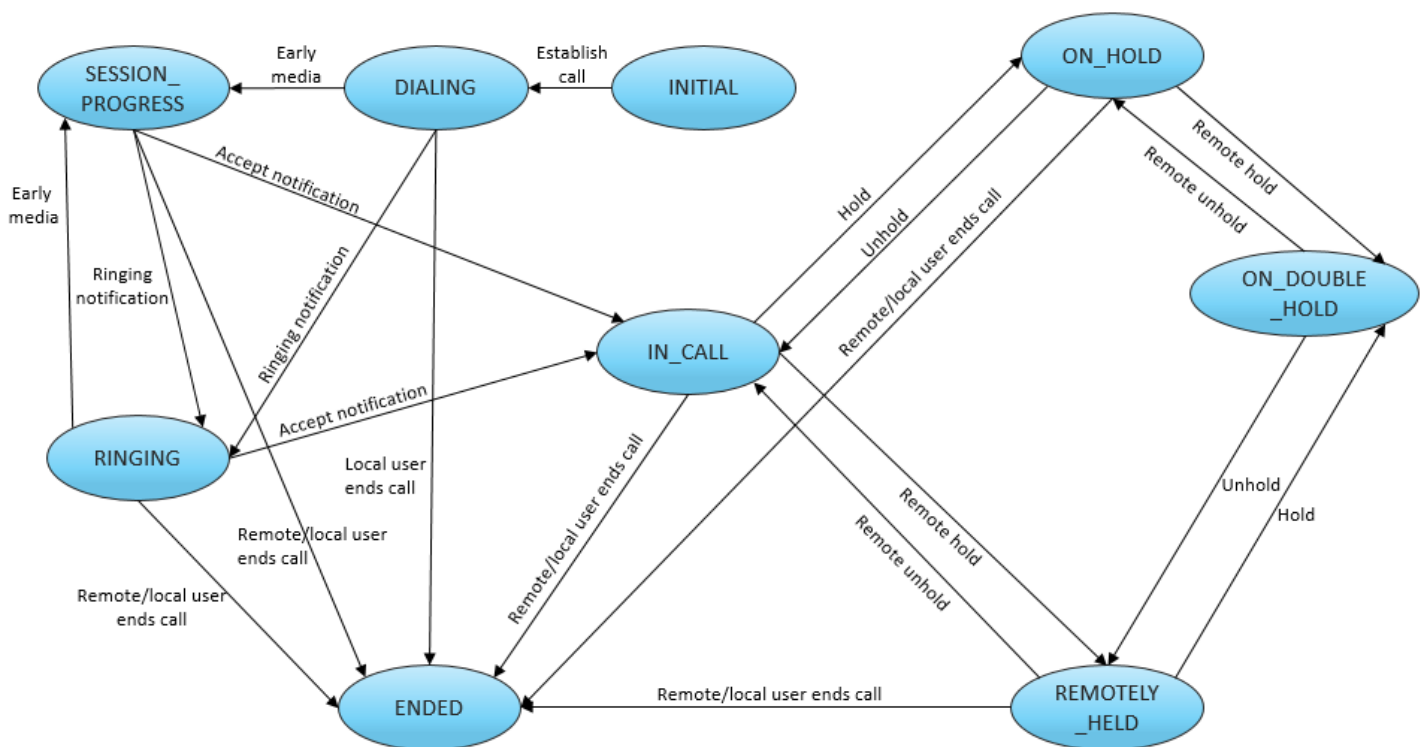 Early
media
Establish
call
SESSION_
PROGRESS
DIALING
INITIAL
ON_HOLD
Accept notification
Early
media
Ringing
notification
Ringing notification
Hold
Unhold
Remote/local user ends call
Remote hold
Remote unhold
ON_DOUBLE
_HOLD
IN_CALL
Accept notification
RINGING
Local user
ends call
Remote/local user
ends call
Remote/local user
ends call
Remote/local user ends call
Remote hold
Remote unhold
Unhold
Hold
Remote/local user ends call
ENDED
REMOTELY
_HELD